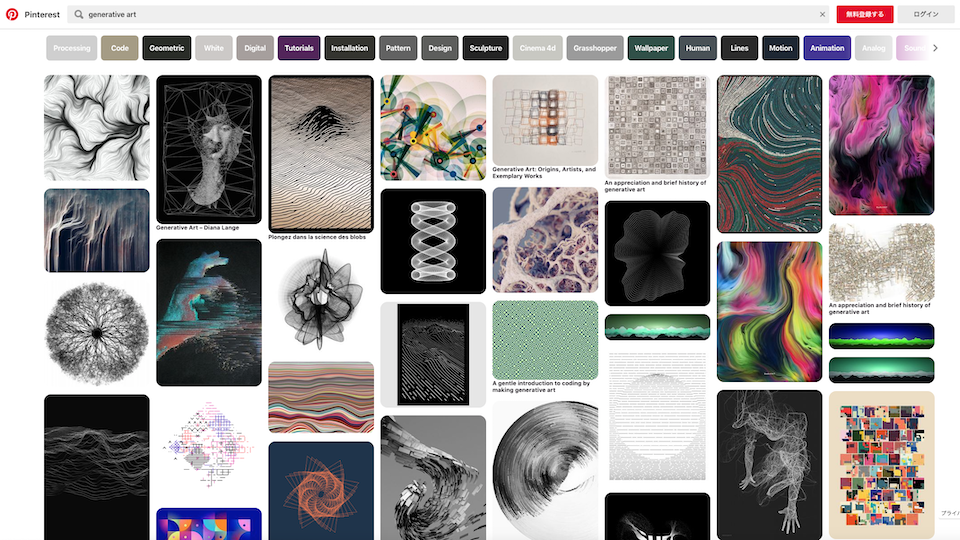 Pinterest
generative art
無料登録する
ログイン
Processing
Code
Geometric
White
Digital
Tutorials
Installation
Pattern
Design
Sculpture
Cinema 4d
Grasshopper
Wallpaper
Human
Lines
Motion
Animation
Analog
Sound
Generative Art – Diana Lange
Plongez dans la science des blobs
Generative Art: Origins, Artists, and
Exemplary Works
A gentle introduction to coding by
making generative art
An appreciation and brief history of
generative art
An appreciation and brief history of
generative art
プライバ